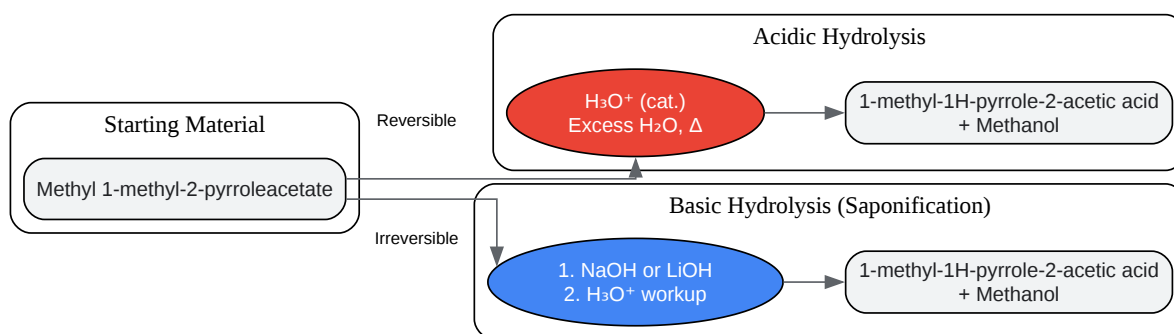 Acidic Hydrolysis
H₃O⁺ (cat.)
Excess H₂O, Δ
1-methyl-1H-pyrrole-2-acetic acid
+ Methanol
Starting Material
Methyl 1-methyl-2-pyrroleacetate
Reversible
Irreversible
Basic Hydrolysis (Saponification)
1. NaOH or LiOH
2. H₃O⁺ workup
1-methyl-1H-pyrrole-2-acetic acid
+ Methanol